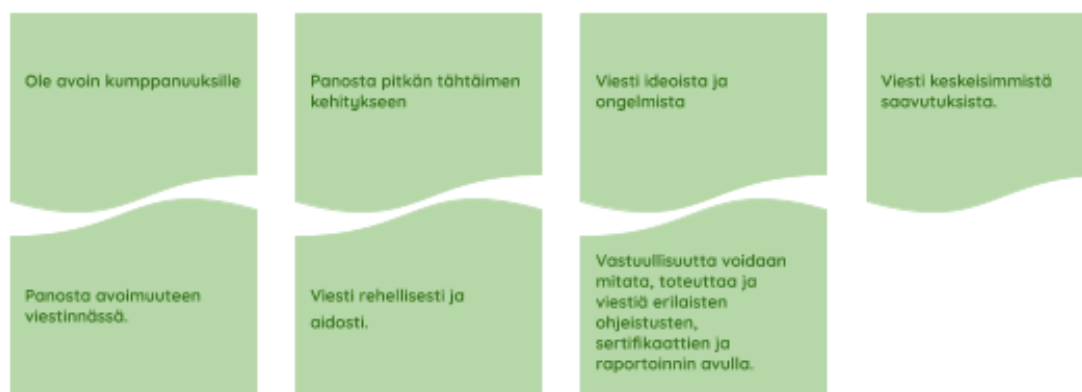 Ole avoin kumppanuuksille
Panosta pitkän tähtäimen
kehitykseen
Viesti ideoista ja
ongelmista
Viesti keskeisimmistä
saavutuksista.
Panosta avoimuuteen
viestinnässä.
Viesti rehellisesti ja
aidosti.
Vastuullisuutta voidaan
mitata, toteuttaa ja
viestiä erilaisten
ohjeistusten,
sertifikaattien ja
raportoinnin avulla.